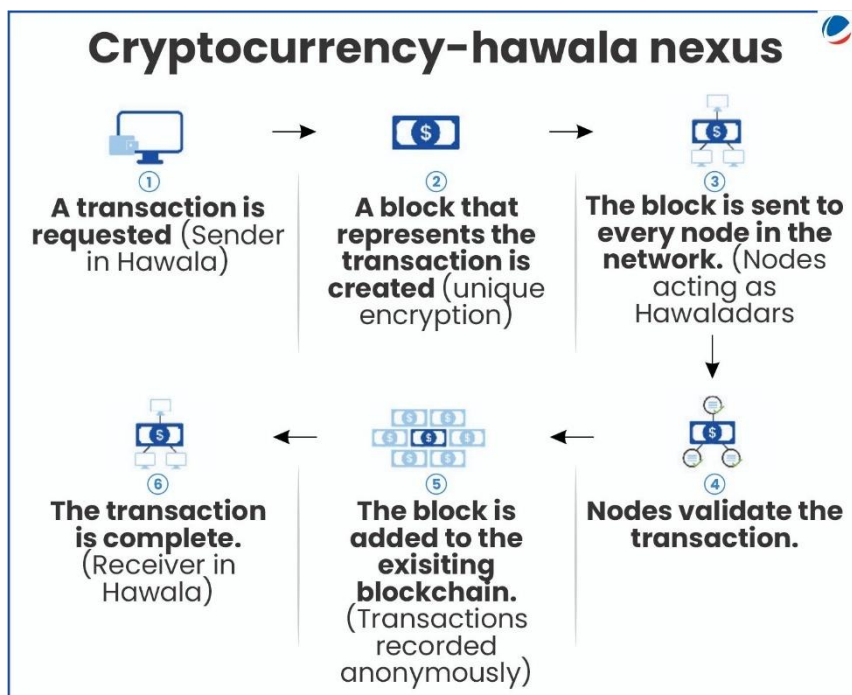 Cryptocurrency-hawala nexus
1
A transaction is
requested (Sender
in Hawala)
2
A block that
represents the
transaction is
created (unique
encryption)
3
The block is sent to
every node in the
network. (Nodes
acting as
Hawaladars
4
Nodes validate the
transaction.
5
The block is
added to the
exisiting
blockchain.
(Transactions
recorded
anonymously)
6
The transaction
is complete.
(Receiver in
Hawala)